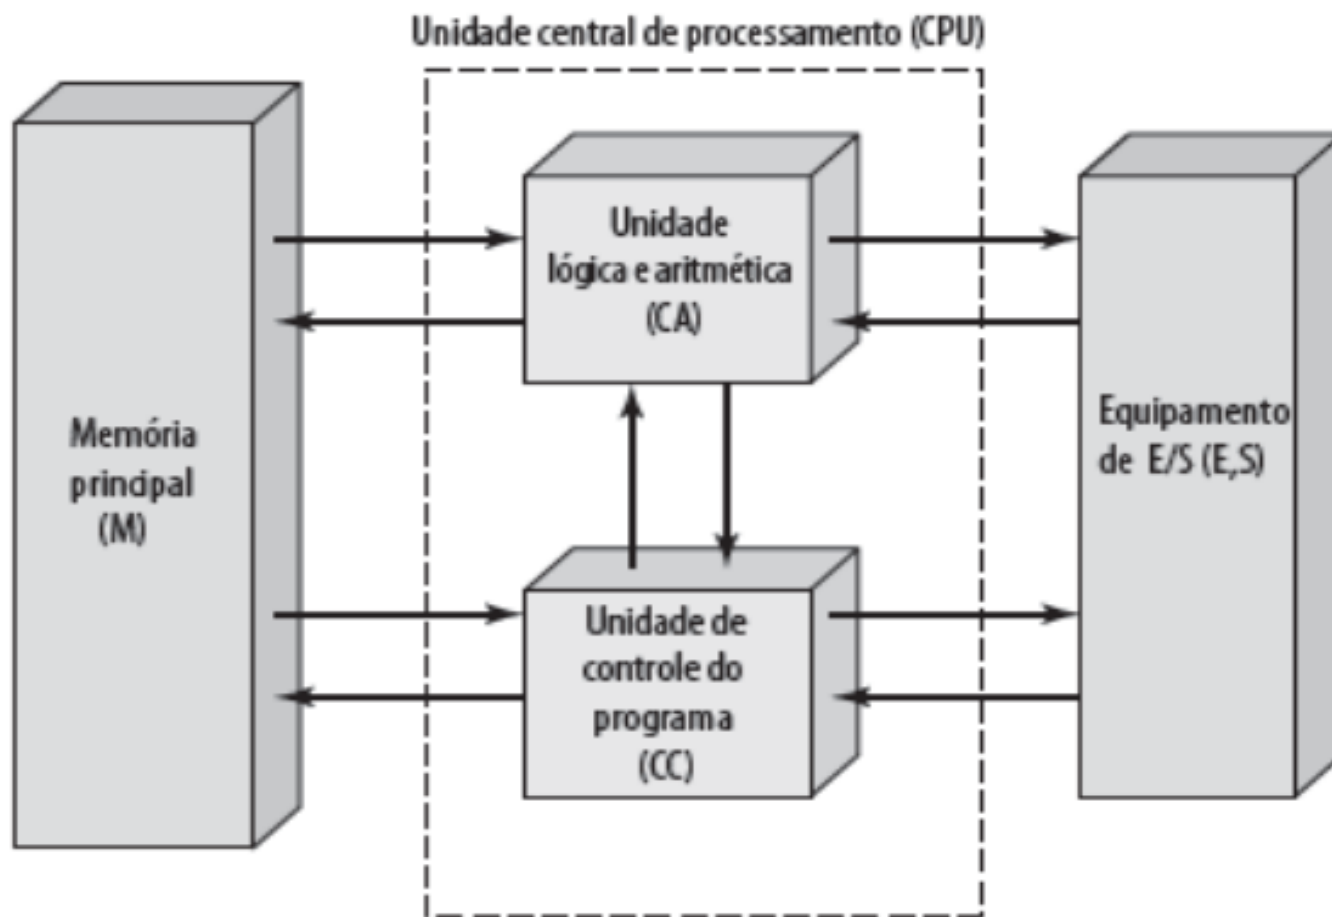 Unidade central de processamento (CPU)
Unidade
lógica e aritmética
(CA)
Memória
principal
(M)
Equipamento
de E/S (E,S)
Unidade de
controle do
programa
(CC)